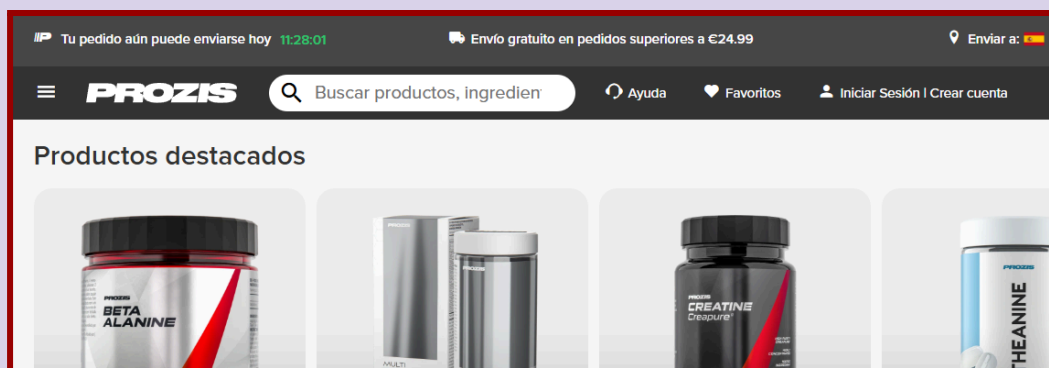 Tu pedido aún puede enviarse hoy 11:28:01
Envío gratuito en pedidos superiores a €24.99
Enviar a:
PROZIS
Buscar productos, ingredien
Ayuda
Favoritos
Iniciar Sesión | Crear cuenta
Productos destacados
PROZIS
BETA
ALANINE
PROZIS
MULTI
PROZIS
PROZIS
CREATINE
Creapure®
PROZIS
THEANINE